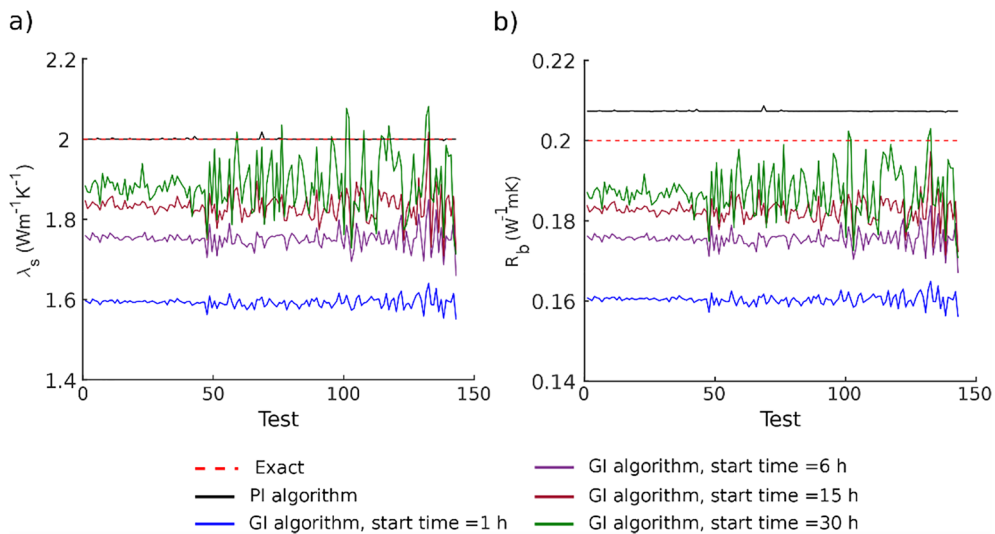 a)
2.2
2
1.8
1.6
1.4
λs (Wm-1K-1)
0
50
100
150
Test
b)
0.22
0.2
0.18
0.16
0.14
Rb (W-1mK)
0
50
100
150
Test
Exact
PI algorithm
GI algorithm, start time =1 h
GI algorithm, start time =6 h
GI algorithm, start time =15 h
GI algorithm, start time =30 h